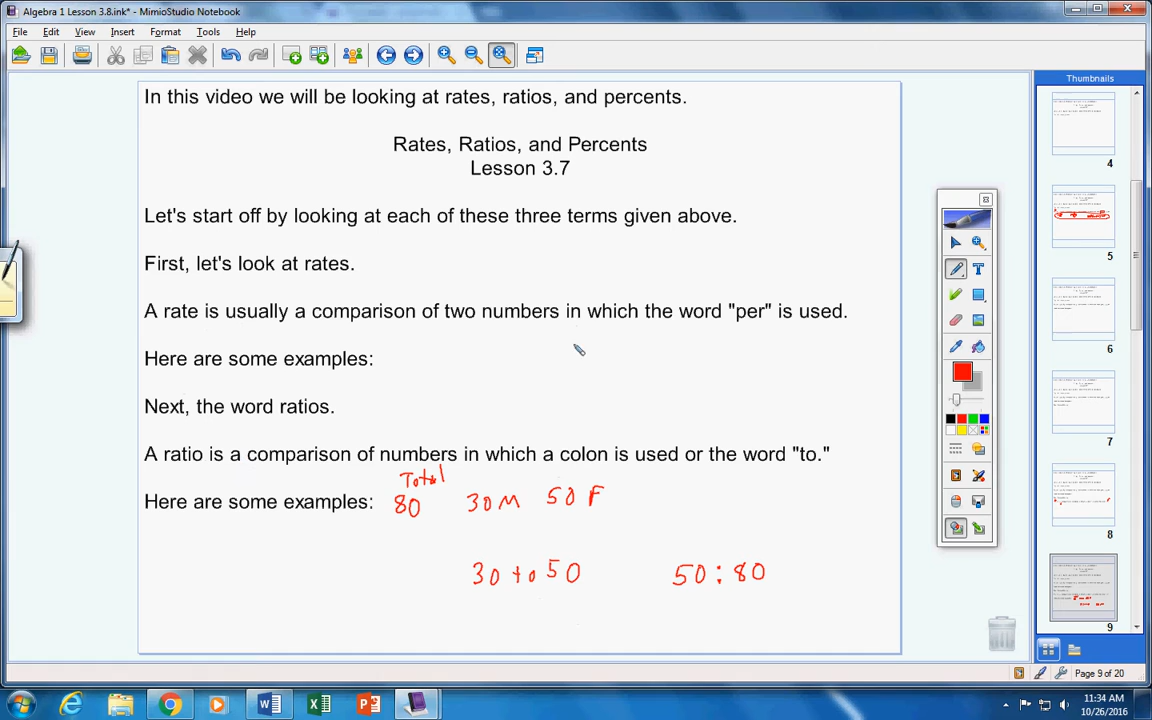 Algebra 1 Lesson 3.8.ink* - MimioStudio Notebook
File Edit View Insert Format Tools Help
In this video we will be looking at rates, ratios, and percents.
Rates, Ratios, and Percents
Lesson 3.7
Let's start off by looking at each of these three terms given above.
First, let's look at rates.
A rate is usually a comparison of two numbers in which the word "per" is used.
Here are some examples:
Next, the word ratios.
A ratio is a comparison of numbers in which a colon is used or the word "to."
Total
Here are some examples: 80 30 M 50 F
30 to 50 50:80
Thumbnails
4
5
6
7
8
9
Page 9 of 20
11:34 AM
10/26/2016